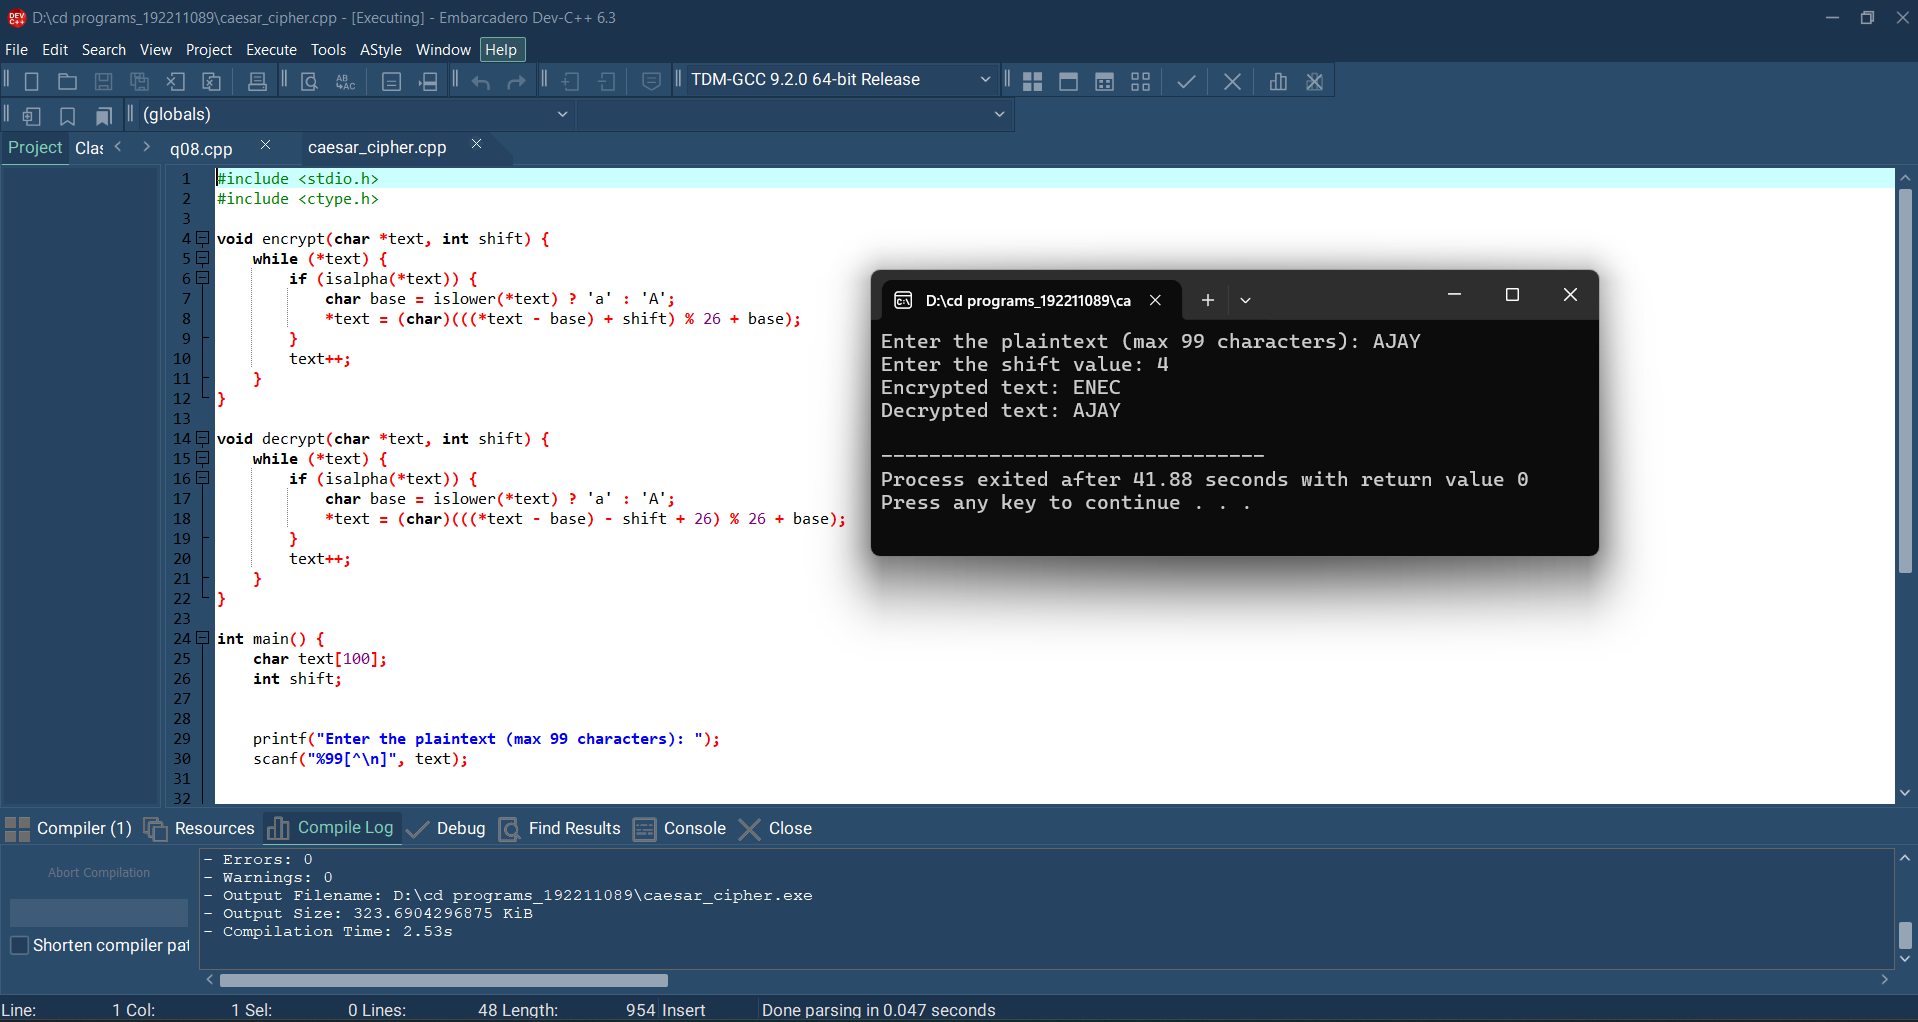 D:\cd programs_192211089\caesar_cipher.cpp - [Executing] - Embarcadero Dev-C++ 6.3
File Edit Search View Project Execute Tools AStyle Window Help
TDM-GCC 9.2.0 64-bit Release
(globals)
Project Clas q08.cpp caesar_cipher.cpp
1 #include <stdio.h>
2 #include <ctype.h>
3
4 void encrypt(char *text, int shift) {
5     while (*text) {
6         if (isalpha(*text)) {
7             char base = islower(*text) ? 'a' : 'A';
8             *text = (char)(((*text - base) + shift) % 26 + base);
9         }
10         text++;
11     }
12 }
13
14 void decrypt(char *text, int shift) {
15     while (*text) {
16         if (isalpha(*text)) {
17             char base = islower(*text) ? 'a' : 'A';
18             *text = (char)(((*text - base) - shift + 26) % 26 + base);
19         }
20         text++;
21     }
22 }
23
24 int main() {
25     char text[100];
26     int shift;
27
28
29     printf("Enter the plaintext (max 99 characters): ");
30     scanf("%99[^\n]", text);
31
32
D:\cd programs_192211089\ca
Enter the plaintext (max 99 characters): AJAY
Enter the shift value: 4
Encrypted text: ENEC
Decrypted text: AJAY
--------------------------------
Process exited after 41.88 seconds with return value 0
Press any key to continue . . .
Compiler (1) Resources Compile Log Debug Find Results Console Close
Abort Compilation
Shorten compiler pat
- Errors: 0
- Warnings: 0
- Output Filename: D:\cd programs_192211089\caesar_cipher.exe
- Output Size: 323.6904296875 KiB
- Compilation Time: 2.53s
Line: 1 Col: 1 Sel: 0 Lines: 48 Length: 954 Insert Done parsing in 0.047 seconds